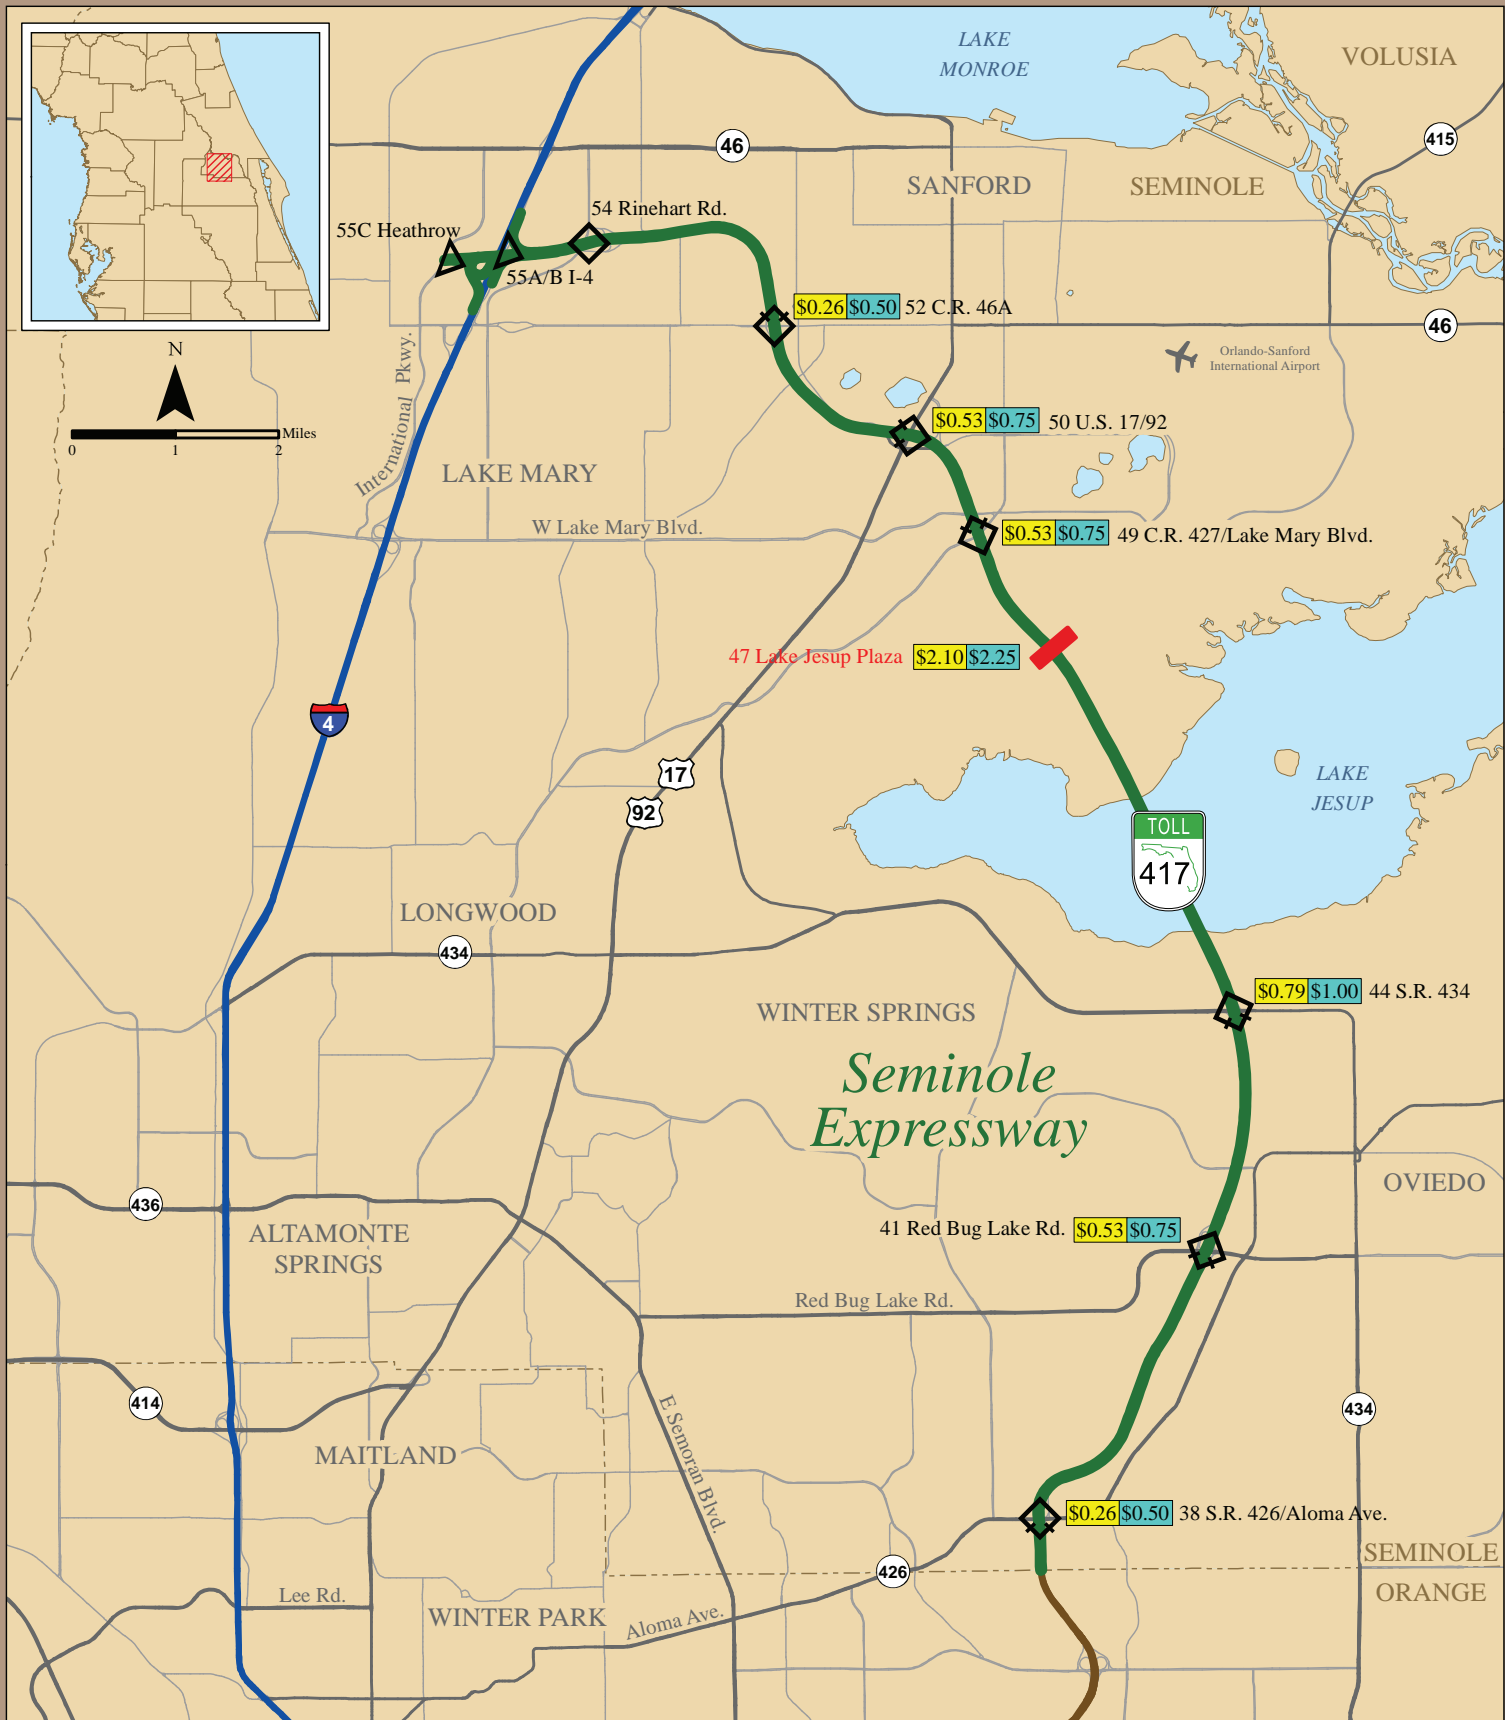 LAKE
MONROE
VOLUSIA
46
415
SANFORD
SEMINOLE
54 Rinehart Rd.
55C Heathrow
55A/B I-4
$0.26 $0.50 52 C.R. 46A
46
N
Orlando-Sanford
International Airport
International Pkwy.
Miles
0 1 2
$0.53 $0.75 50 U.S. 17/92
LAKE MARY
W Lake Mary Blvd.
$0.53 $0.75 49 C.R. 427/Lake Mary Blvd.
47 Lake Jesup Plaza $2.10 $2.25
4
17
92
LAKE
JESUP
TOLL
417
LONGWOOD
434
$0.79 $1.00 44 S.R. 434
WINTER SPRINGS
Seminole
Expressway
OVIEDO
436
ALTAMONTE
SPRINGS
41 Red Bug Lake Rd. $0.53 $0.75
Red Bug Lake Rd.
414
434
E Semoran Blvd.
MAITLAND
$0.26 $0.50 38 S.R. 426/Aloma Ave.
SEMINOLE
426
ORANGE
Lee Rd.
WINTER PARK
Aloma Ave.